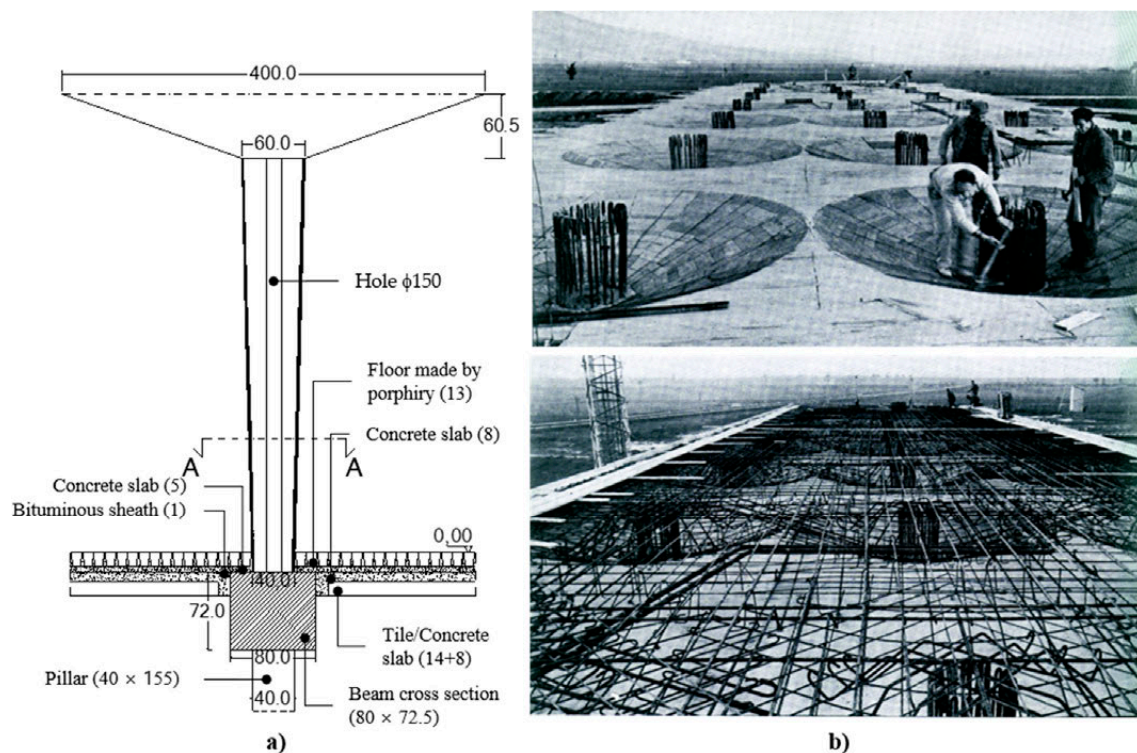 400.0
60.5
60.0
Hole ϕ150
Floor made by
porphiry (13)
Concrete slab (8)
A
A
Concrete slab (5)
Bituminous sheath (1)
0,00
40.0
72.0
Tile/Concrete
slab (14+8)
80.0
Pillar (40 × 155)
40.0
Beam cross section
(80 × 72.5)
a)
b)